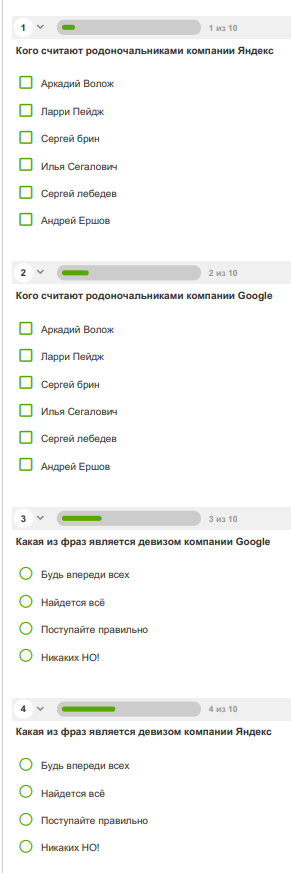 1 1 из 10
Кого считают родоночальниками компании Яндекс
Аркадий Волож
Ларри Пейдж
Сергей брин
Илья Сегалович
Сергей лебедев
Андрей Ершов
2 2 из 10
Кого считают родоночальниками компании Google
Аркадий Волож
Ларри Пейдж
Сергей брин
Илья Сегалович
Сергей лебедев
Андрей Ершов
3 3 из 10
Какая из фраз является девизом компании Google
Будь впереди всех
Найдется всё
Поступайте правильно
Никаких НО!
4 4 из 10
Какая из фраз является девизом компании Яндекс
Будь впереди всех
Найдется всё
Поступайте правильно
Никаких НО!